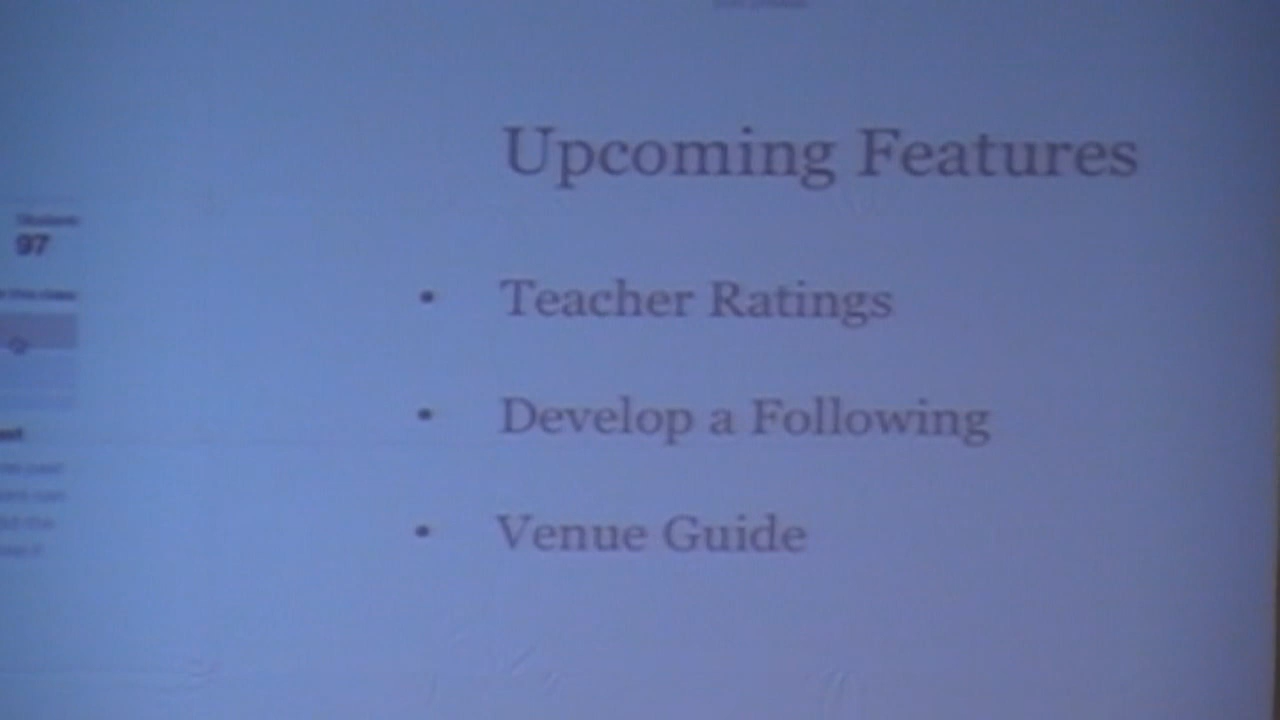 Upcoming Features
97
• Teacher Ratings
• Develop a Following
• Venue Guide